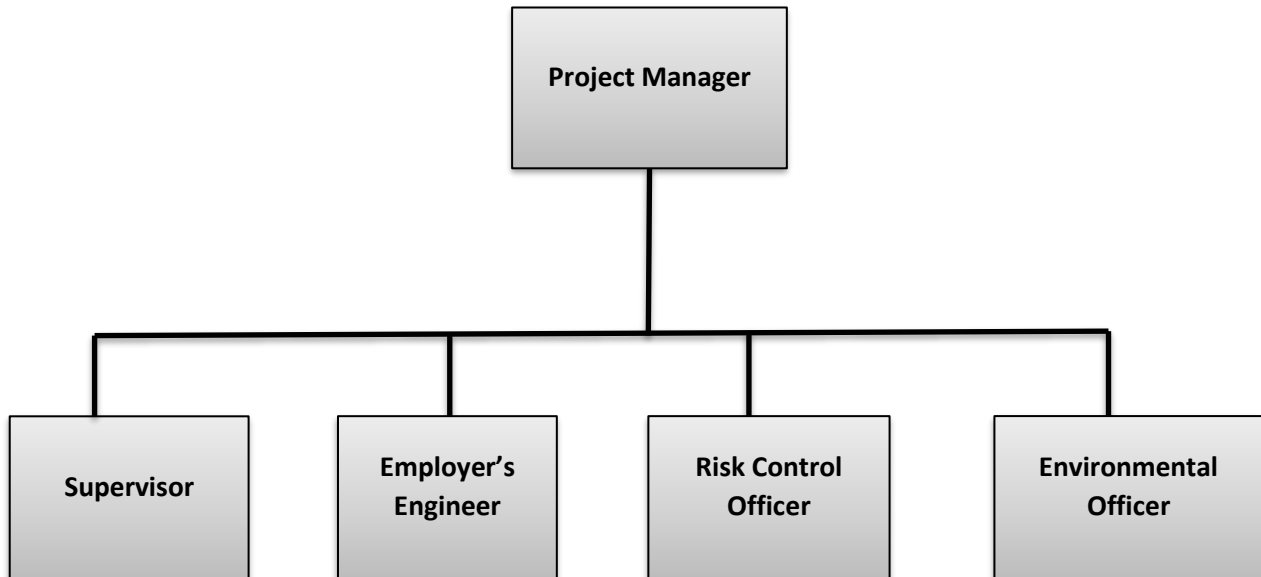 Project Manager
Supervisor
Employer’s
Engineer
Risk Control
Officer
Environmental
Officer